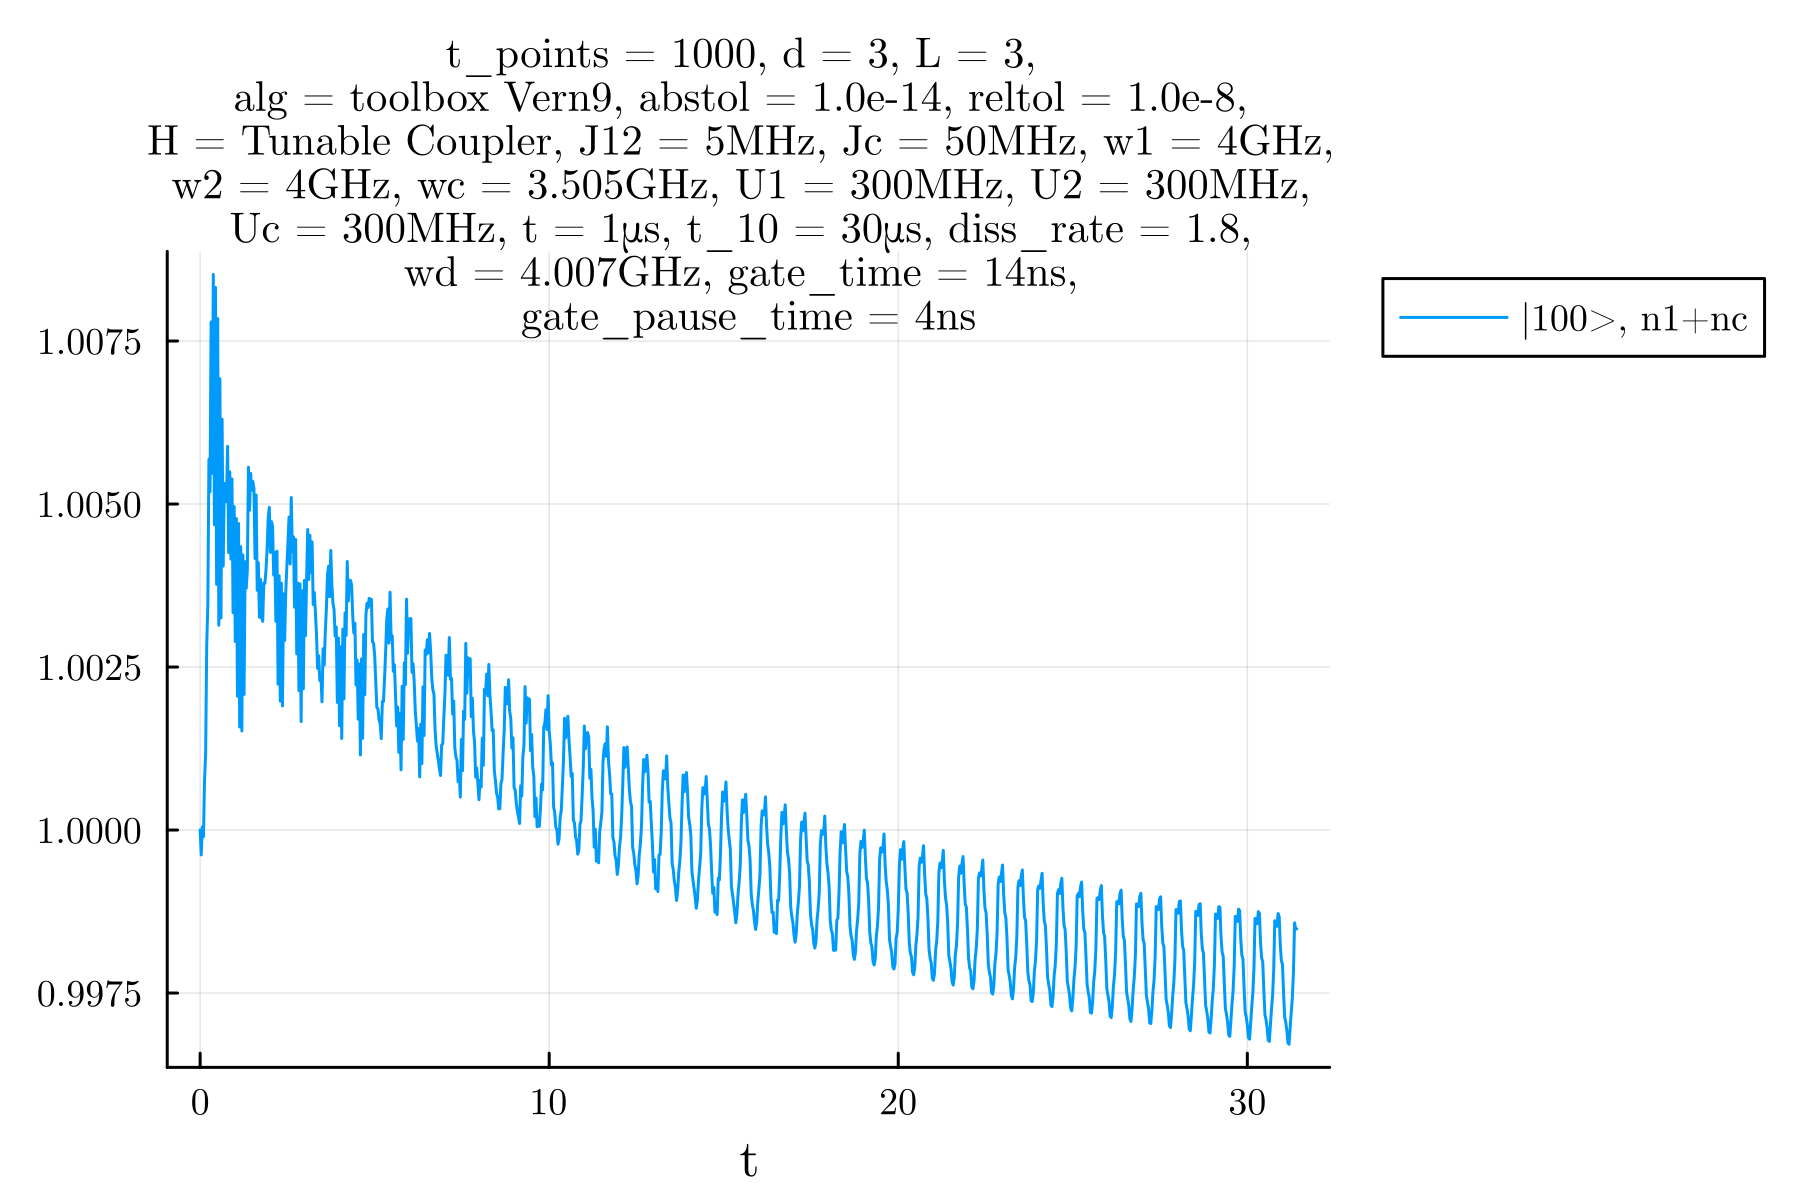 t_points = 1000, d = 3, L = 3,
alg = toolbox Vern9, abstol = 1.0e-14, reltol = 1.0e-8,
H = Tunable Coupler, J12 = 5MHz, Jc = 50MHz, w1 = 4GHz,
w2 = 4GHz, wc = 3.505GHz, U1 = 300MHz, U2 = 300MHz,
Uc = 300MHz, t = 1μs, t_10 = 30μs, diss_rate = 1.8,
wd = 4.007GHz, gate_time = 14ns,
gate_pause_time = 4ns
|100>, n1+nc
1.0075
1.0050
1.0025
1.0000
0.9975
0 10 20 30
t